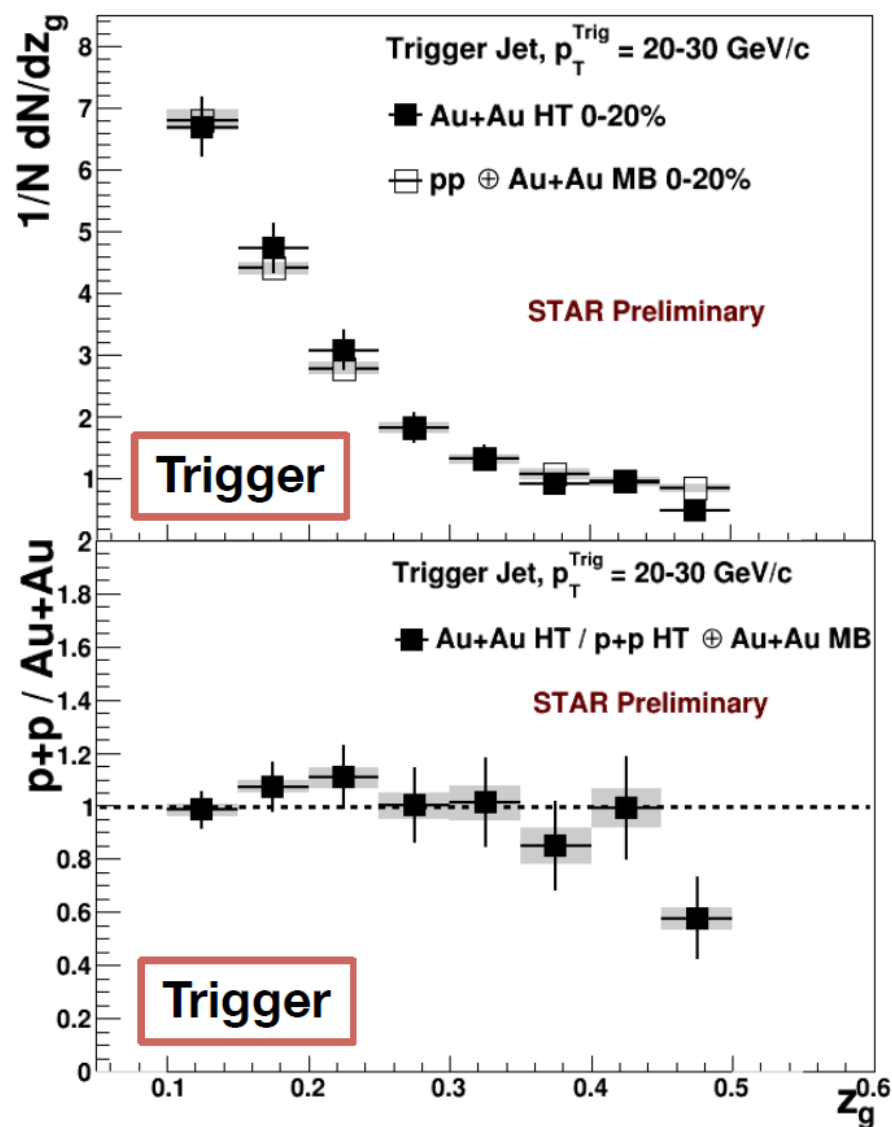 1/N dN/dz_g
8
7
6
5
4
3
2
1
Trigger Jet, p_T^Trig = 20-30 GeV/c
Au+Au HT 0-20%
pp ⊕ Au+Au MB 0-20%
STAR Preliminary
Trigger
p+p / Au+Au
2
1.8
1.6
1.4
1.2
1
0.8
0.6
0.4
0.2
0
Trigger Jet, p_T^Trig = 20-30 GeV/c
Au+Au HT / p+p HT ⊕ Au+Au MB
STAR Preliminary
Trigger
0.1 0.2 0.3 0.4 0.5 0.6
z_g